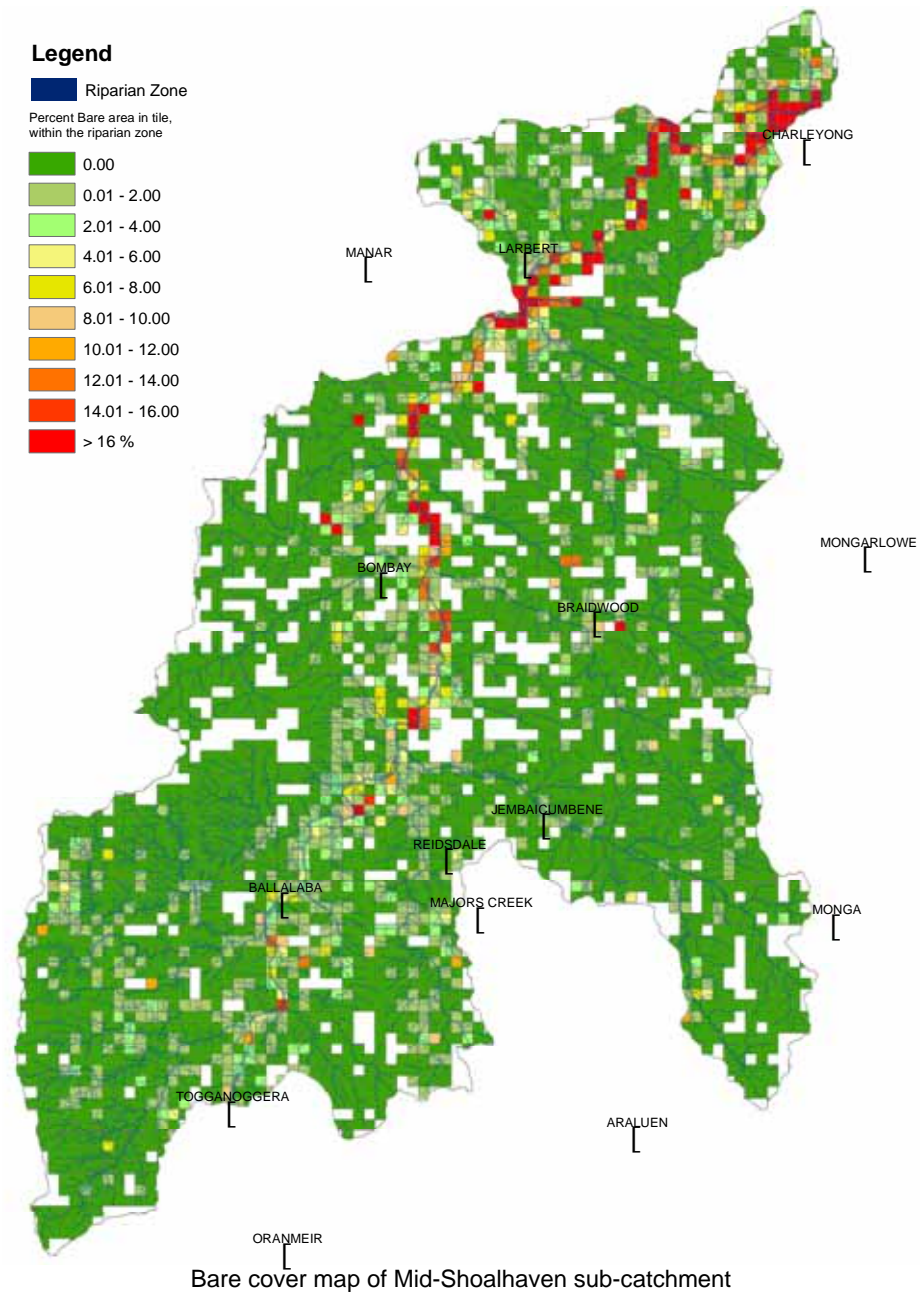 Legend
Riparian Zone
Percent Bare area in tile,
within the riparian zone
0.00
0.01 - 2.00
2.01 - 4.00
4.01 - 6.00
6.01 - 8.00
8.01 - 10.00
10.01 - 12.00
12.01 - 14.00
14.01 - 16.00
> 16 %
CHARLEYONG
MANAR
LARBERT
MONGARLOWE
BOMBAY
BRAIDWOOD
JEMBAICUMBENE
REIDSDALE
BALLALABA
MAJORS CREEK
MONGA
TOGGANOGGERA
ARALUEN
ORANMEIR
Bare cover map of Mid-Shoalhaven sub-catchment